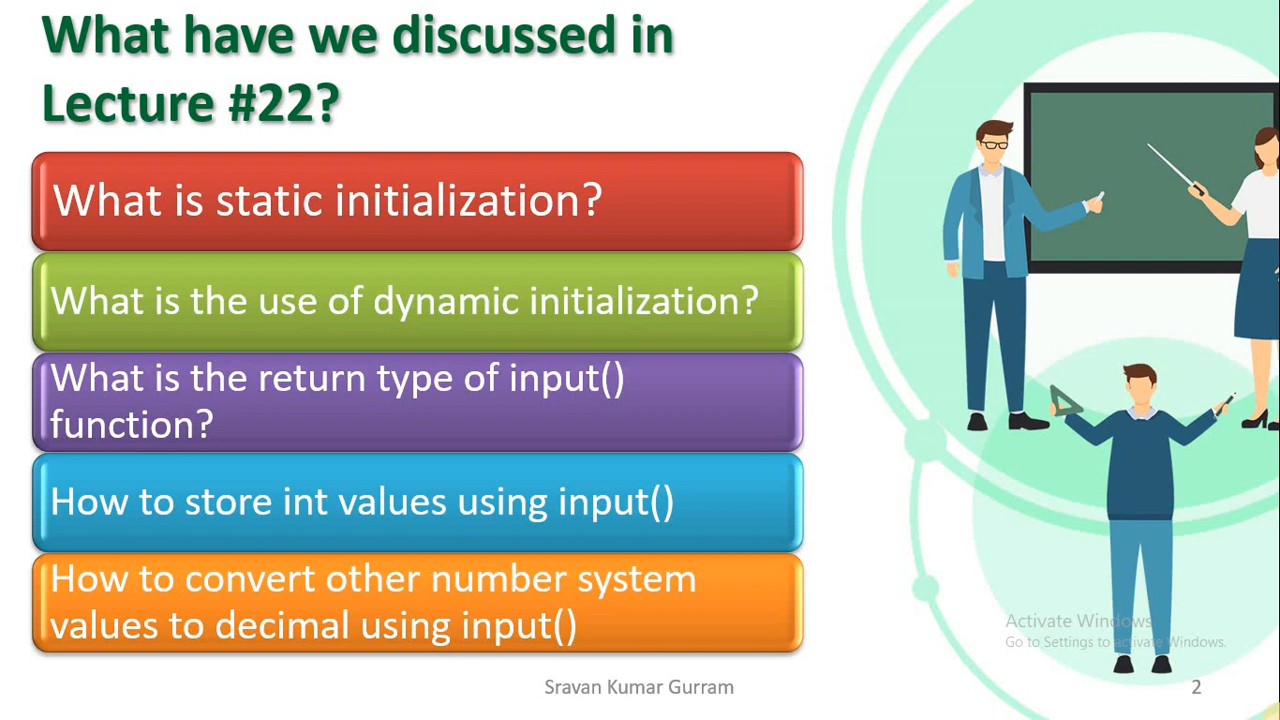 What have we discussed in
Lecture #22?
What is static initialization?
What is the use of dynamic initialization?
What is the return type of input()
function?
How to store int values using input()
How to convert other number system
values to decimal using input()
Activate Windows
Go to Settings to activate Windows.
Sravan Kumar Gurram
2